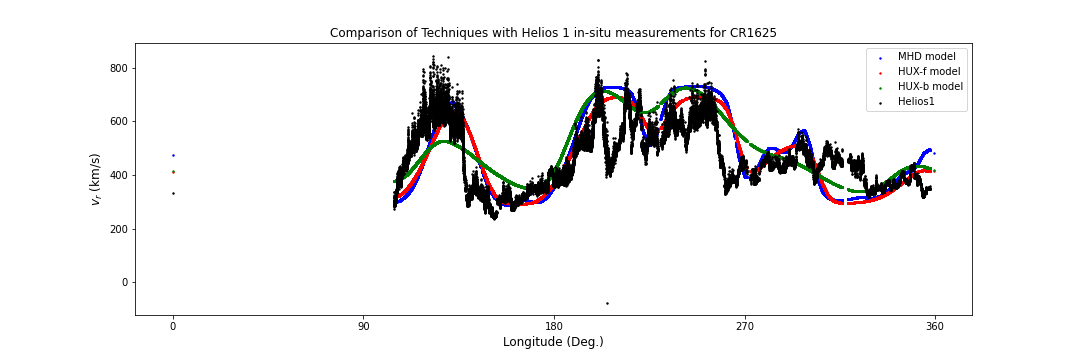 Comparison of Techniques with Helios 1 in-situ measurements for CR1625
MHD model
HUX-f model
HUX-b model
Helios1
800
600
400
200
0
v_r (km/s)
0 90 180 270 360
Longitude (Deg.)